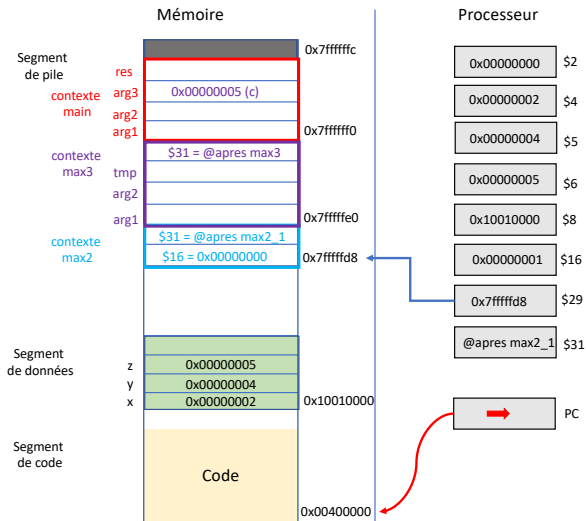 Mémoire
Processeur
Segment
de pile
0x7ffffffc
res
contexte
main
arg3
0x00000005 (c)
arg2
arg1
0x7ffffff0
contexte
max3
$31 = @apres max3
tmp
arg2
arg1
0x7fffffe0
contexte
max2
$31 = @apres max2_1
$16 = 0x00000000
0x7fffffd8
Segment
de données
z
0x00000005
y
0x00000004
x
0x00000002
0x10010000
Segment
de code
Code
0x00400000
0x00000000
$2
0x00000002
$4
0x00000004
$5
0x00000005
$6
0x10010000
$8
0x00000001
$16
0x7fffffd8
$29
@apres max2_1
$31
PC